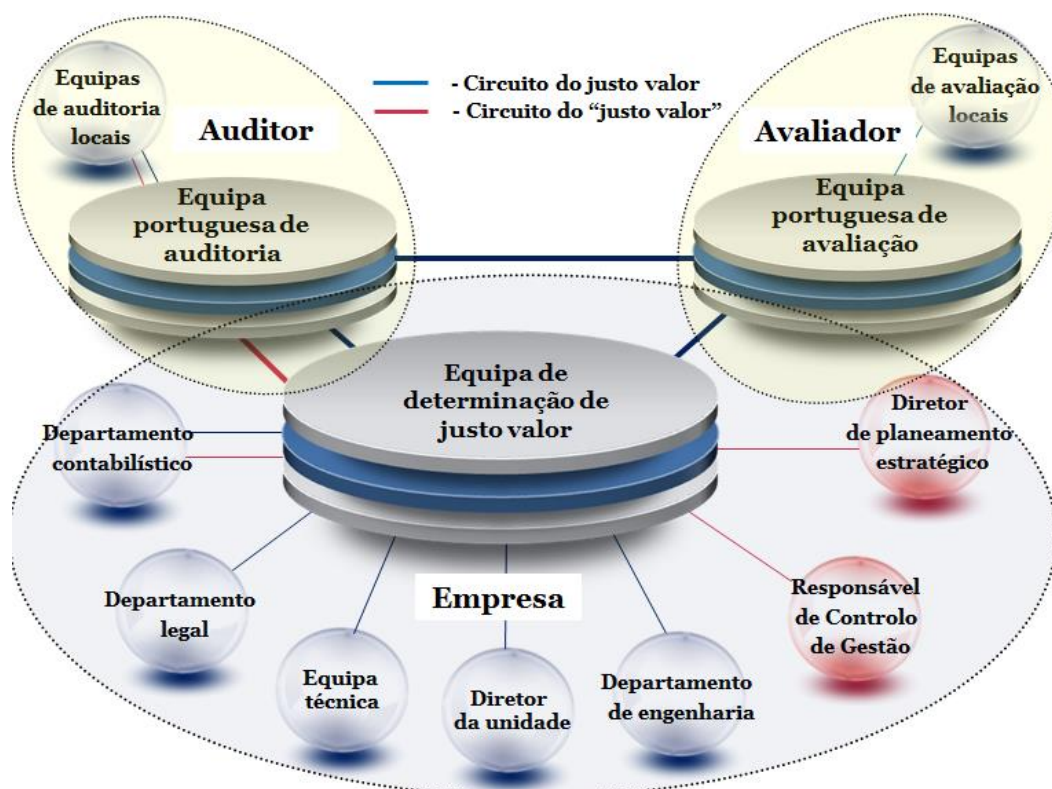 Equipas
de auditoria
locais
Auditor
- Circuito do justo valor
- Circuito do “justo valor”
Avaliador
Equipas
de avaliação
locais
Equipa
portuguesa de
auditoria
Equipa
portuguesa de
avaliação
Equipa de
determinação de
justo valor
Departamento
contabilístico
Diretor
de planeamento
estratégico
Departamento
legal
Empresa
Responsável
de Controlo
de Gestão
Equipa
técnica
Diretor
da unidade
Departamento
de engenharia